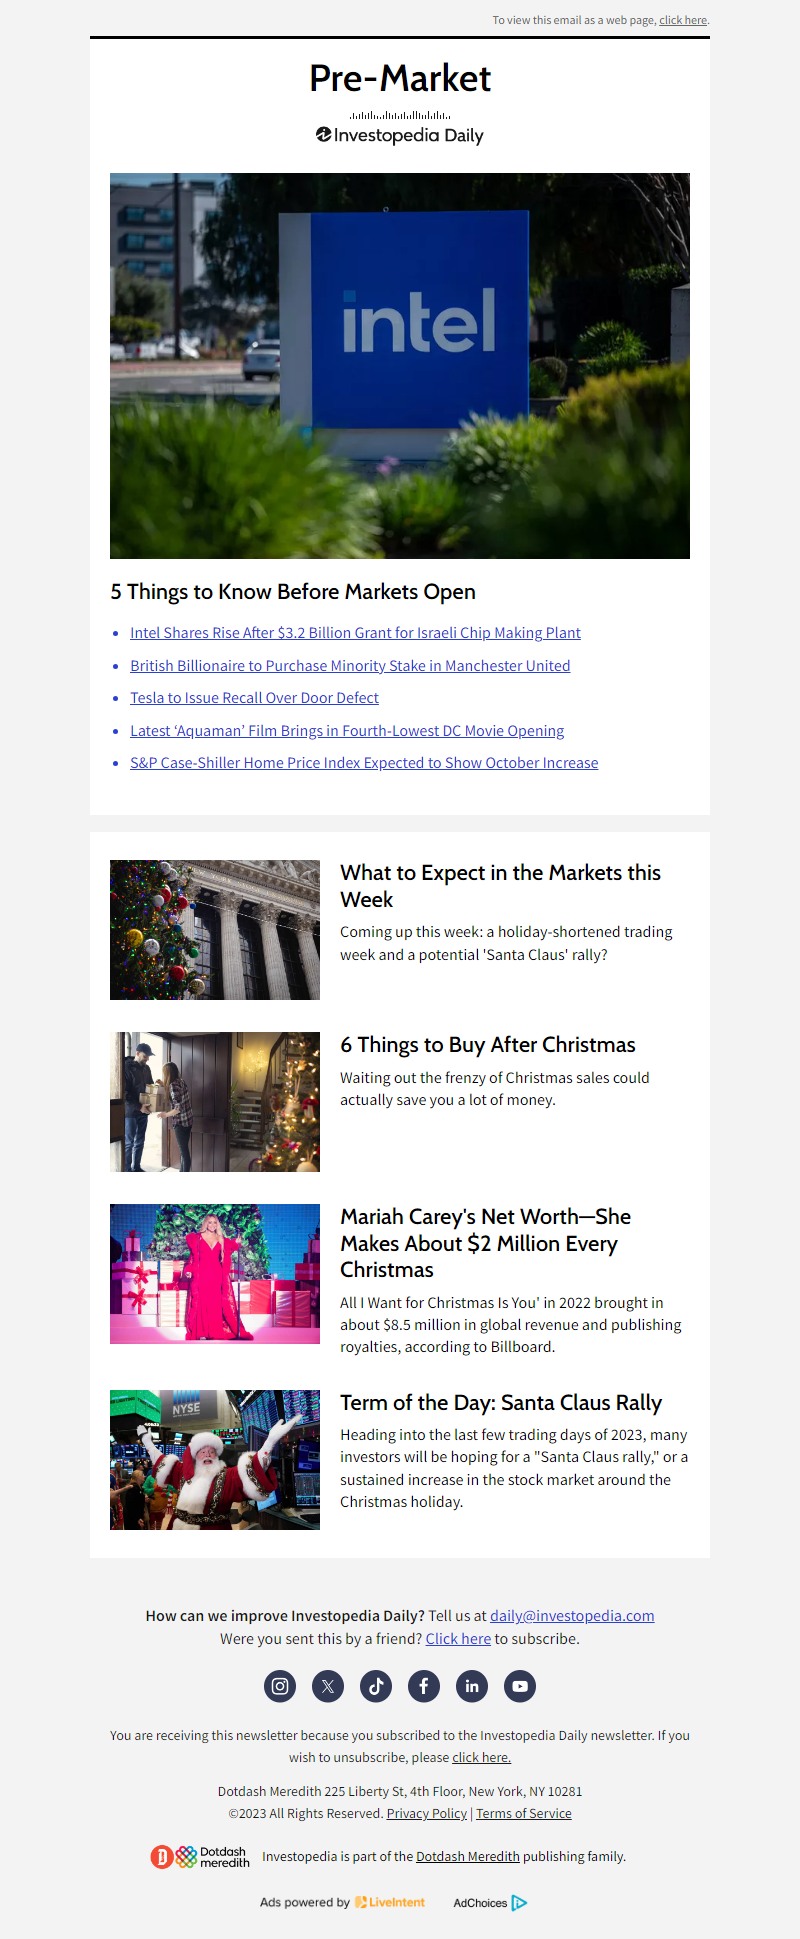 To view this email as a web page, click here.
Pre-Market
Investopedia Daily
intel
5 Things to Know Before Markets Open
Intel Shares Rise After $3.2 Billion Grant for Israeli Chip Making Plant
British Billionaire to Purchase Minority Stake in Manchester United
Tesla to Issue Recall Over Door Defect
Latest ‘Aquaman’ Film Brings in Fourth-Lowest DC Movie Opening
S&P Case-Shiller Home Price Index Expected to Show October Increase
What to Expect in the Markets this
Week
Coming up this week: a holiday-shortened trading
week and a potential 'Santa Claus' rally?
6 Things to Buy After Christmas
Waiting out the frenzy of Christmas sales could
actually save you a lot of money.
Mariah Carey's Net Worth—She
Makes About $2 Million Every
Christmas
All I Want for Christmas Is You' in 2022 brought in
about $8.5 million in global revenue and publishing
royalties, according to Billboard.
NYSE
Term of the Day: Santa Claus Rally
Heading into the last few trading days of 2023, many
investors will be hoping for a "Santa Claus rally," or a
sustained increase in the stock market around the
Christmas holiday.
How can we improve Investopedia Daily? Tell us at daily@investopedia.com
Were you sent this by a friend? Click here to subscribe.
You are receiving this newsletter because you subscribed to the Investopedia Daily newsletter. If you
wish to unsubscribe, please click here.
Dotdash Meredith 225 Liberty St, 4th Floor, New York, NY 10281
©2023 All Rights Reserved. Privacy Policy | Terms of Service
Dotdash
meredith
Investopedia is part of the Dotdash Meredith publishing family.
Ads powered by LiveIntent
AdChoices